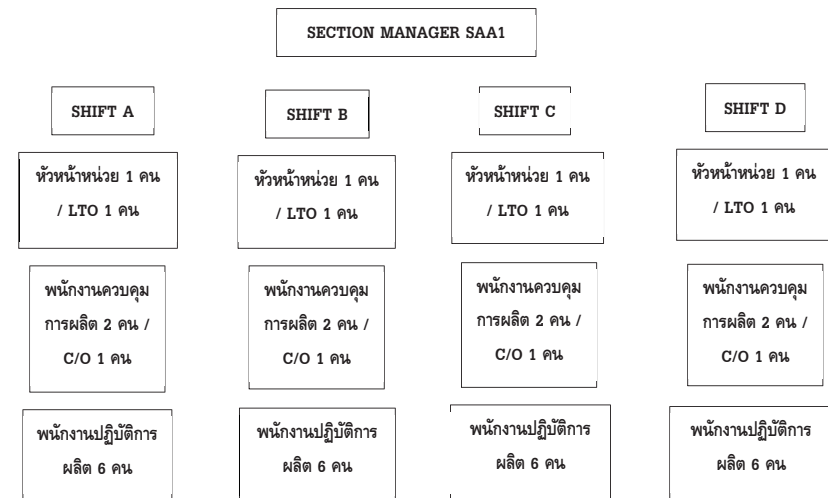 SECTION MANAGER SAA1
SHIFT A
SHIFT B
SHIFT C
SHIFT D
หัวหน้าหน่วย 1 คน
/ LTO 1 คน
หัวหน้าหน่วย 1 คน
/ LTO 1 คน
หัวหน้าหน่วย 1 คน
/ LTO 1 คน
หัวหน้าหน่วย 1 คน
/ LTO 1 คน
พนักงานควบคุม
การผลิต 2 คน /
C/O 1 คน
พนักงานควบคุม
การผลิต 2 คน /
C/O 1 คน
พนักงานควบคุม
การผลิต 2 คน /
C/O 1 คน
พนักงานควบคุม
การผลิต 2 คน /
C/O 1 คน
พนักงานปฏิบัติการ
ผลิต 6 คน
พนักงานปฏิบัติการ
ผลิต 6 คน
พนักงานปฏิบัติการ
ผลิต 6 คน
พนักงานปฏิบัติการ
ผลิต 6 คน